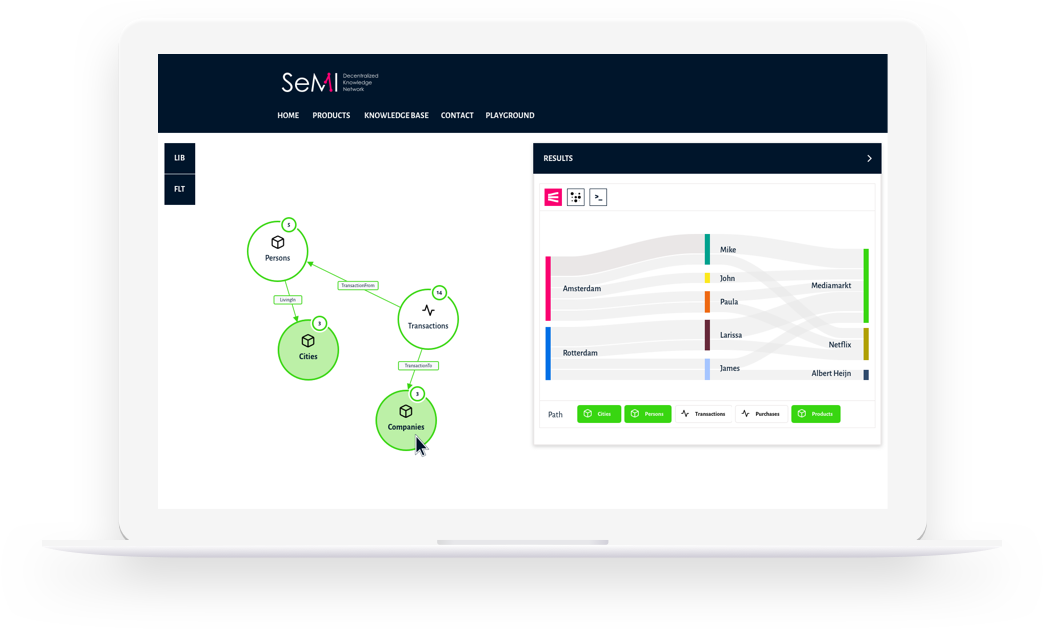 SeMI Decentralized
Knowledge
Network
HOME PRODUCTS KNOWLEDGE BASE CONTACT PLAYGROUND
LIB
FLT
5
Persons
TransactionFrom
LivingIn
14
Transactions
3
Cities
TransactionTo
3
Companies
RESULTS
>_
Mike
John
Amsterdam
Mediamarkt
Paula
Larissa
Netflix
Rotterdam
James
Albert Heijn
Path Cities Persons Transactions Purchases Products